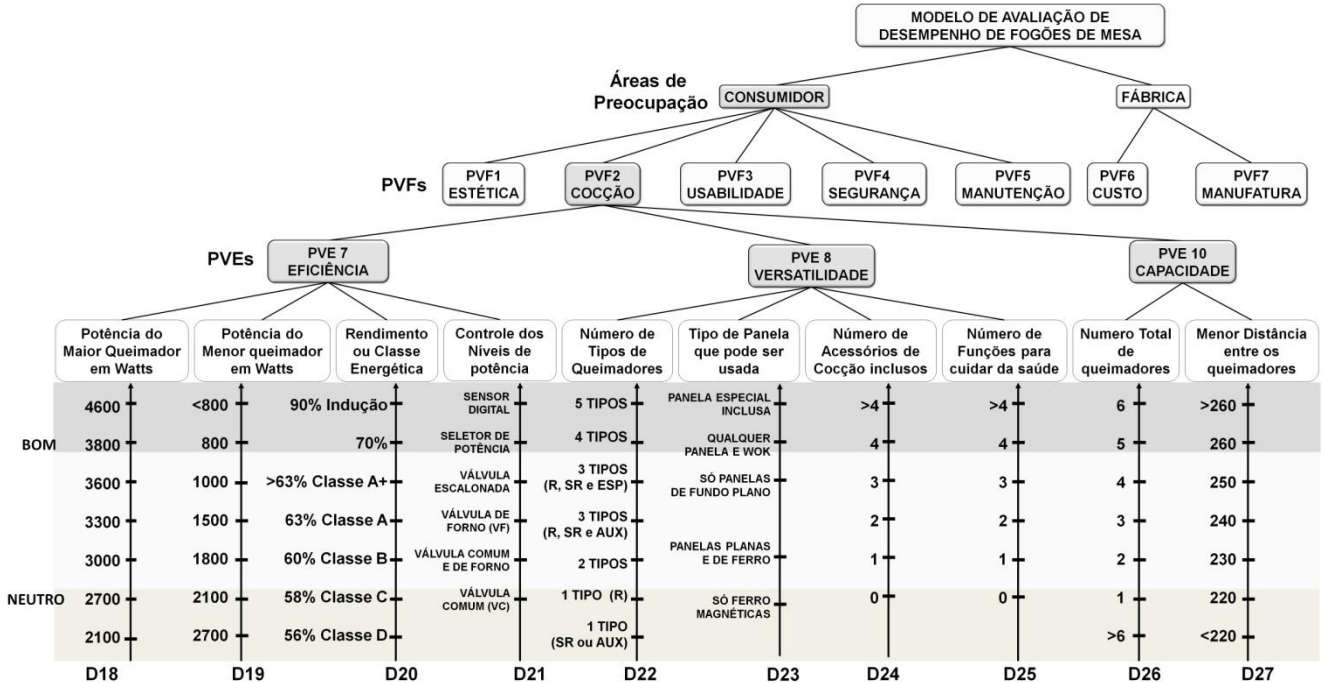 MODELO DE AVALIAÇÃO DE
DESEMPENHO DE FOGÕES DE MESA
Áreas de
Preocupação
CONSUMIDOR
FÁBRICA
PVFs
PVF1
ESTÉTICA
PVF2
COCÇÃO
PVF3
USABILIDADE
PVF4
SEGURANÇA
PVF5
MANUTENÇÃO
PVF6
CUSTO
PVF7
MANUFATURA
PVEs
PVE 7
EFICIÊNCIA
PVE 8
VERSATILIDADE
PVE 10
CAPACIDADE
Potência do
Maior Queimador
em Watts
Potência do
Menor queimador
em Watts
Rendimento
ou Classe
Energética
Controle dos
Níveis de
potência
Número de
Tipos de
Queimadores
Tipo de Panela
que pode ser
usada
Número de
Acessórios de
Cocção inclusos
Número de
Funções para
cuidar da saúde
Numero Total
de
queimadores
Menor Distância
entre os
queimadores
BOM
NEUTRO
4600
3800
3600
3300
3000
2700
2100
D18
<800
800
1000
1500
1800
2100
2700
D19
90% Indução
70%
>63% Classe A+
63% Classe A
60% Classe B
58% Classe C
56% Classe D
D20
SENSOR
DIGITAL
SELETOR DE
POTÊNCIA
VÁLVULA
ESCALONADA
VÁLVULA DE
FORNO (VF)
VÁLVULA COMUM
E DE FORNO
VÁLVULA
COMUM (VC)
D21
5 TIPOS
4 TIPOS
3 TIPOS
(R, SR e ESP)
3 TIPOS
(R, SR e AUX)
2 TIPOS
1 TIPO (R)
1 TIPO
(SR ou AUX)
D22
PANELA ESPECIAL
INCLUSA
QUALQUER
PANELA E WOK
SÓ PANELAS
DE FUNDO PLANO
PANELAS PLANAS
E DE FERRO
SÓ FERRO
MAGNÉTICAS
D23
>4
4
3
2
1
0
D24
>4
4
3
2
1
0
D25
6
5
4
3
2
1
>6
D26
>260
260
250
240
230
220
<220
D27